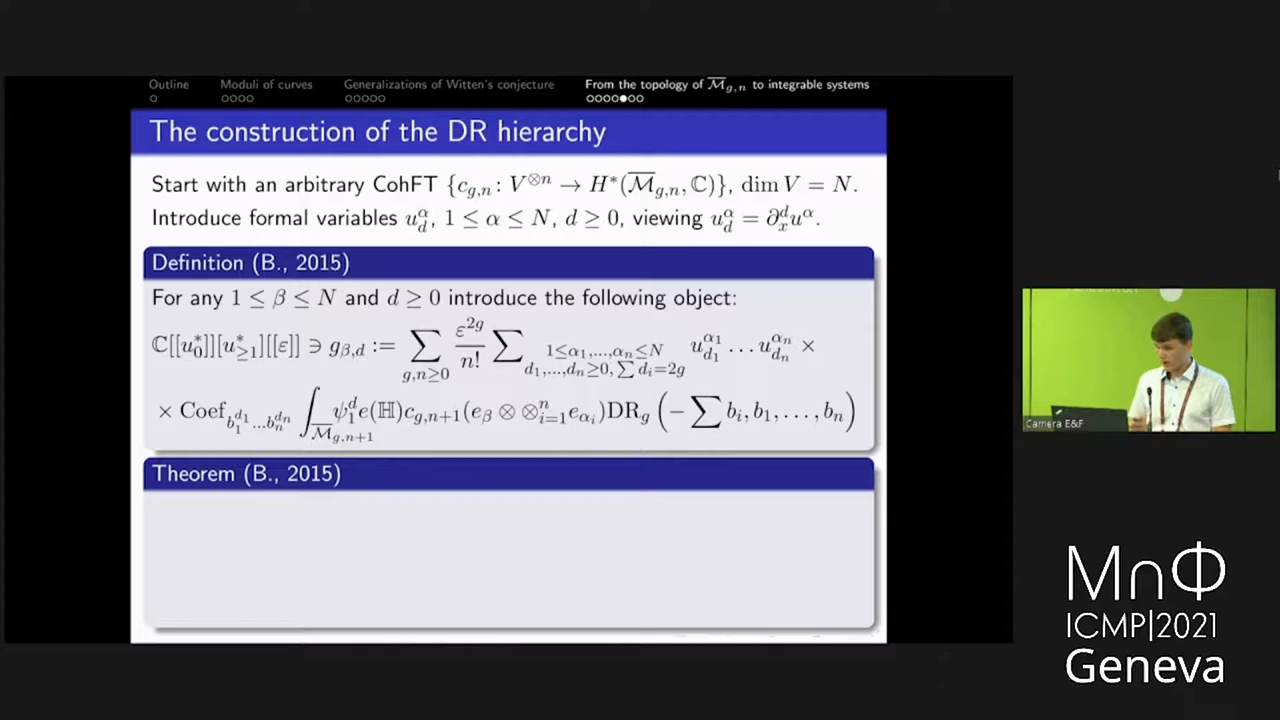 Outline Moduli of curves Generalizations of Witten's conjecture From the topology of $\overline{\mathcal{M}}_{g,n}$ to integrable systems
The construction of the DR hierarchy
Start with an arbitrary CohFT $\{c_{g,n}\colon V^{\otimes n} \to H^*(\overline{\mathcal{M}}_{g,n}, \mathbb{C})\}$, $\dim V = N$.
Introduce formal variables $u^\alpha_d$, $1 \le \alpha \le N$, $d \ge 0$, viewing $u^\alpha_d = \partial^d_x u^\alpha$.
Definition (B., 2015)
For any $1 \le \beta \le N$ and $d \ge 0$ introduce the following object:
$\mathbb{C}[[u^*_0]][u^*_{\ge 1}][[\varepsilon]] \ni g_{\beta,d} := \sum_{g,n \ge 0} \frac{\varepsilon^{2g}}{n!} \sum_{\substack{1 \le \alpha_1, \ldots, \alpha_n \le N \\ d_1, \ldots, d_n \ge 0, \sum d_i = 2g}} u^{\alpha_1}_{d_1} \ldots u^{\alpha_n}_{d_n} \times$
$\times \operatorname{Coef}_{b_1^{d_1} \ldots b_n^{d_n}} \int_{\overline{\mathcal{M}}_{g,n+1}} \psi_1^d e(\mathbb{H}) c_{g,n+1}(e_\beta \otimes \otimes_{i=1}^n e_{\alpha_i}) \mathrm{DR}_g \left( -\sum b_i, b_1, \ldots, b_n \right)$
Theorem (B., 2015)
Camera E&F
M∩Φ
ICMP|2021
Geneva